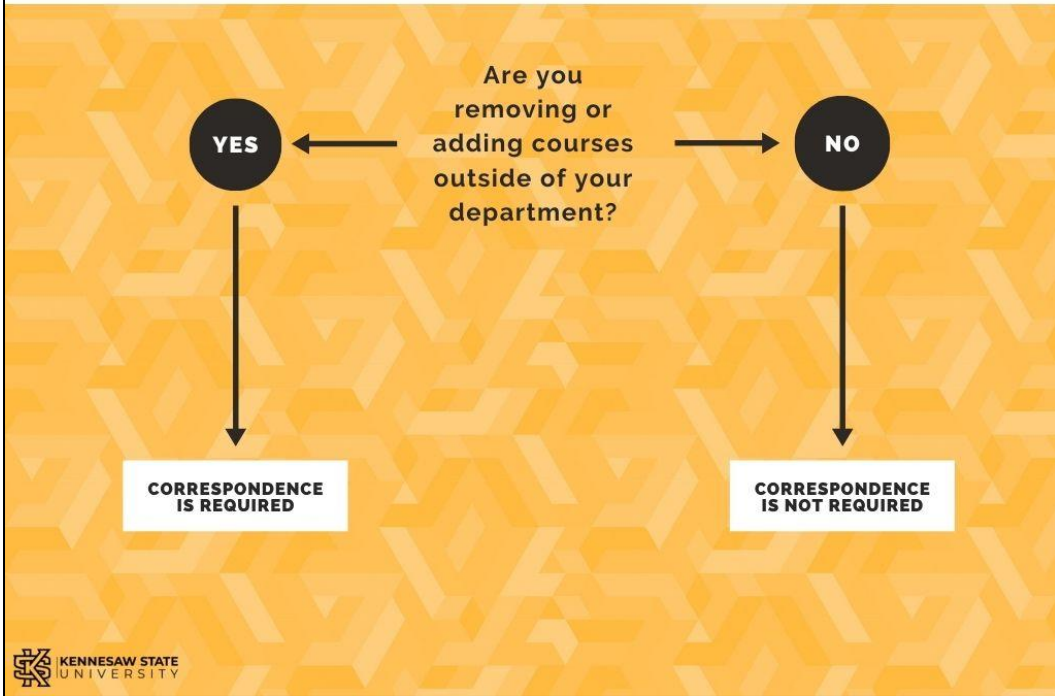 Are you
removing or
adding courses
outside of your
department?
YES
NO
CORRESPONDENCE
IS REQUIRED
CORRESPONDENCE
IS NOT REQUIRED
KS
KENNESAW STATE
UNIVERSITY